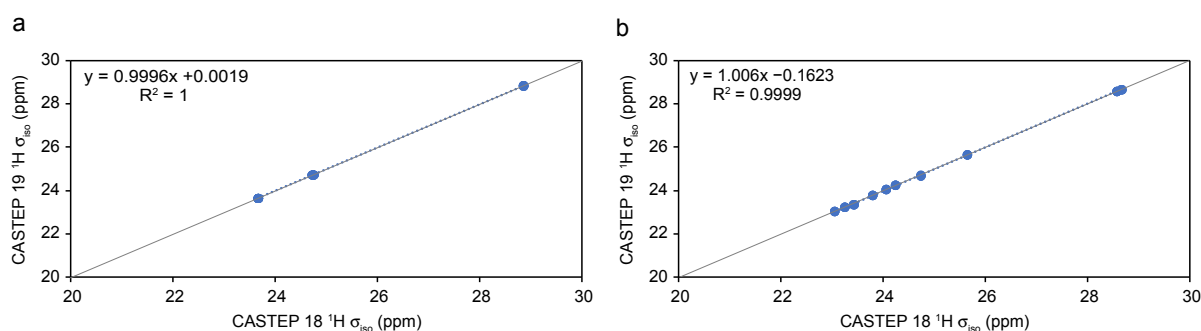 a
y = 0.9996x +0.0019
R² = 1
CASTEP 19 ¹H σiso (ppm)
30
28
26
24
22
20
20 22 24 26 28 30
CASTEP 18 ¹H σiso (ppm)
b
y = 1.006x −0.1623
R² = 0.9999
CASTEP 19 ¹H σiso (ppm)
30
28
26
24
22
20
20 22 24 26 28 30
CASTEP 18 ¹H σiso (ppm)